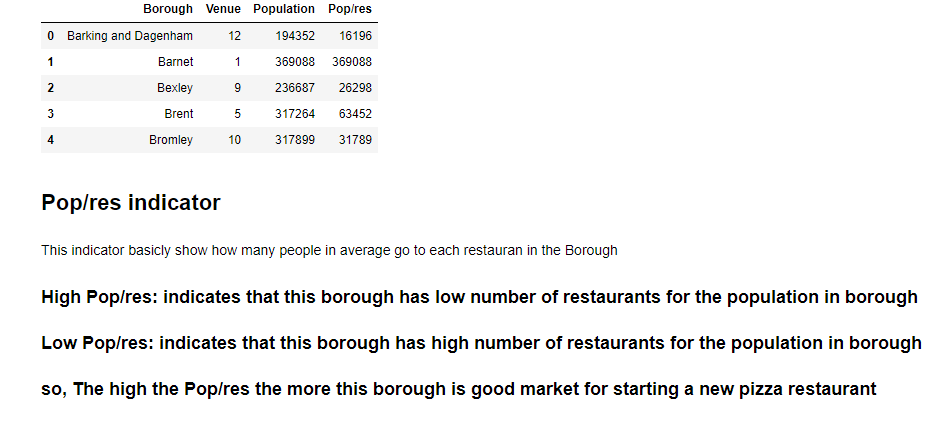 Borough Venue Population Pop/res
0 Barking and Dagenham 12 194352 16196
1 Barnet 1 369088 369088
2 Bexley 9 236687 26298
3 Brent 5 317264 63452
4 Bromley 10 317899 31789
Pop/res indicator
This indicator basicly show how many people in average go to each restauran in the Borough
High Pop/res: indicates that this borough has low number of restaurants for the population in borough
Low Pop/res: indicates that this borough has high number of restaurants for the population in borough
so, The high the Pop/res the more this borough is good market for starting a new pizza restaurant